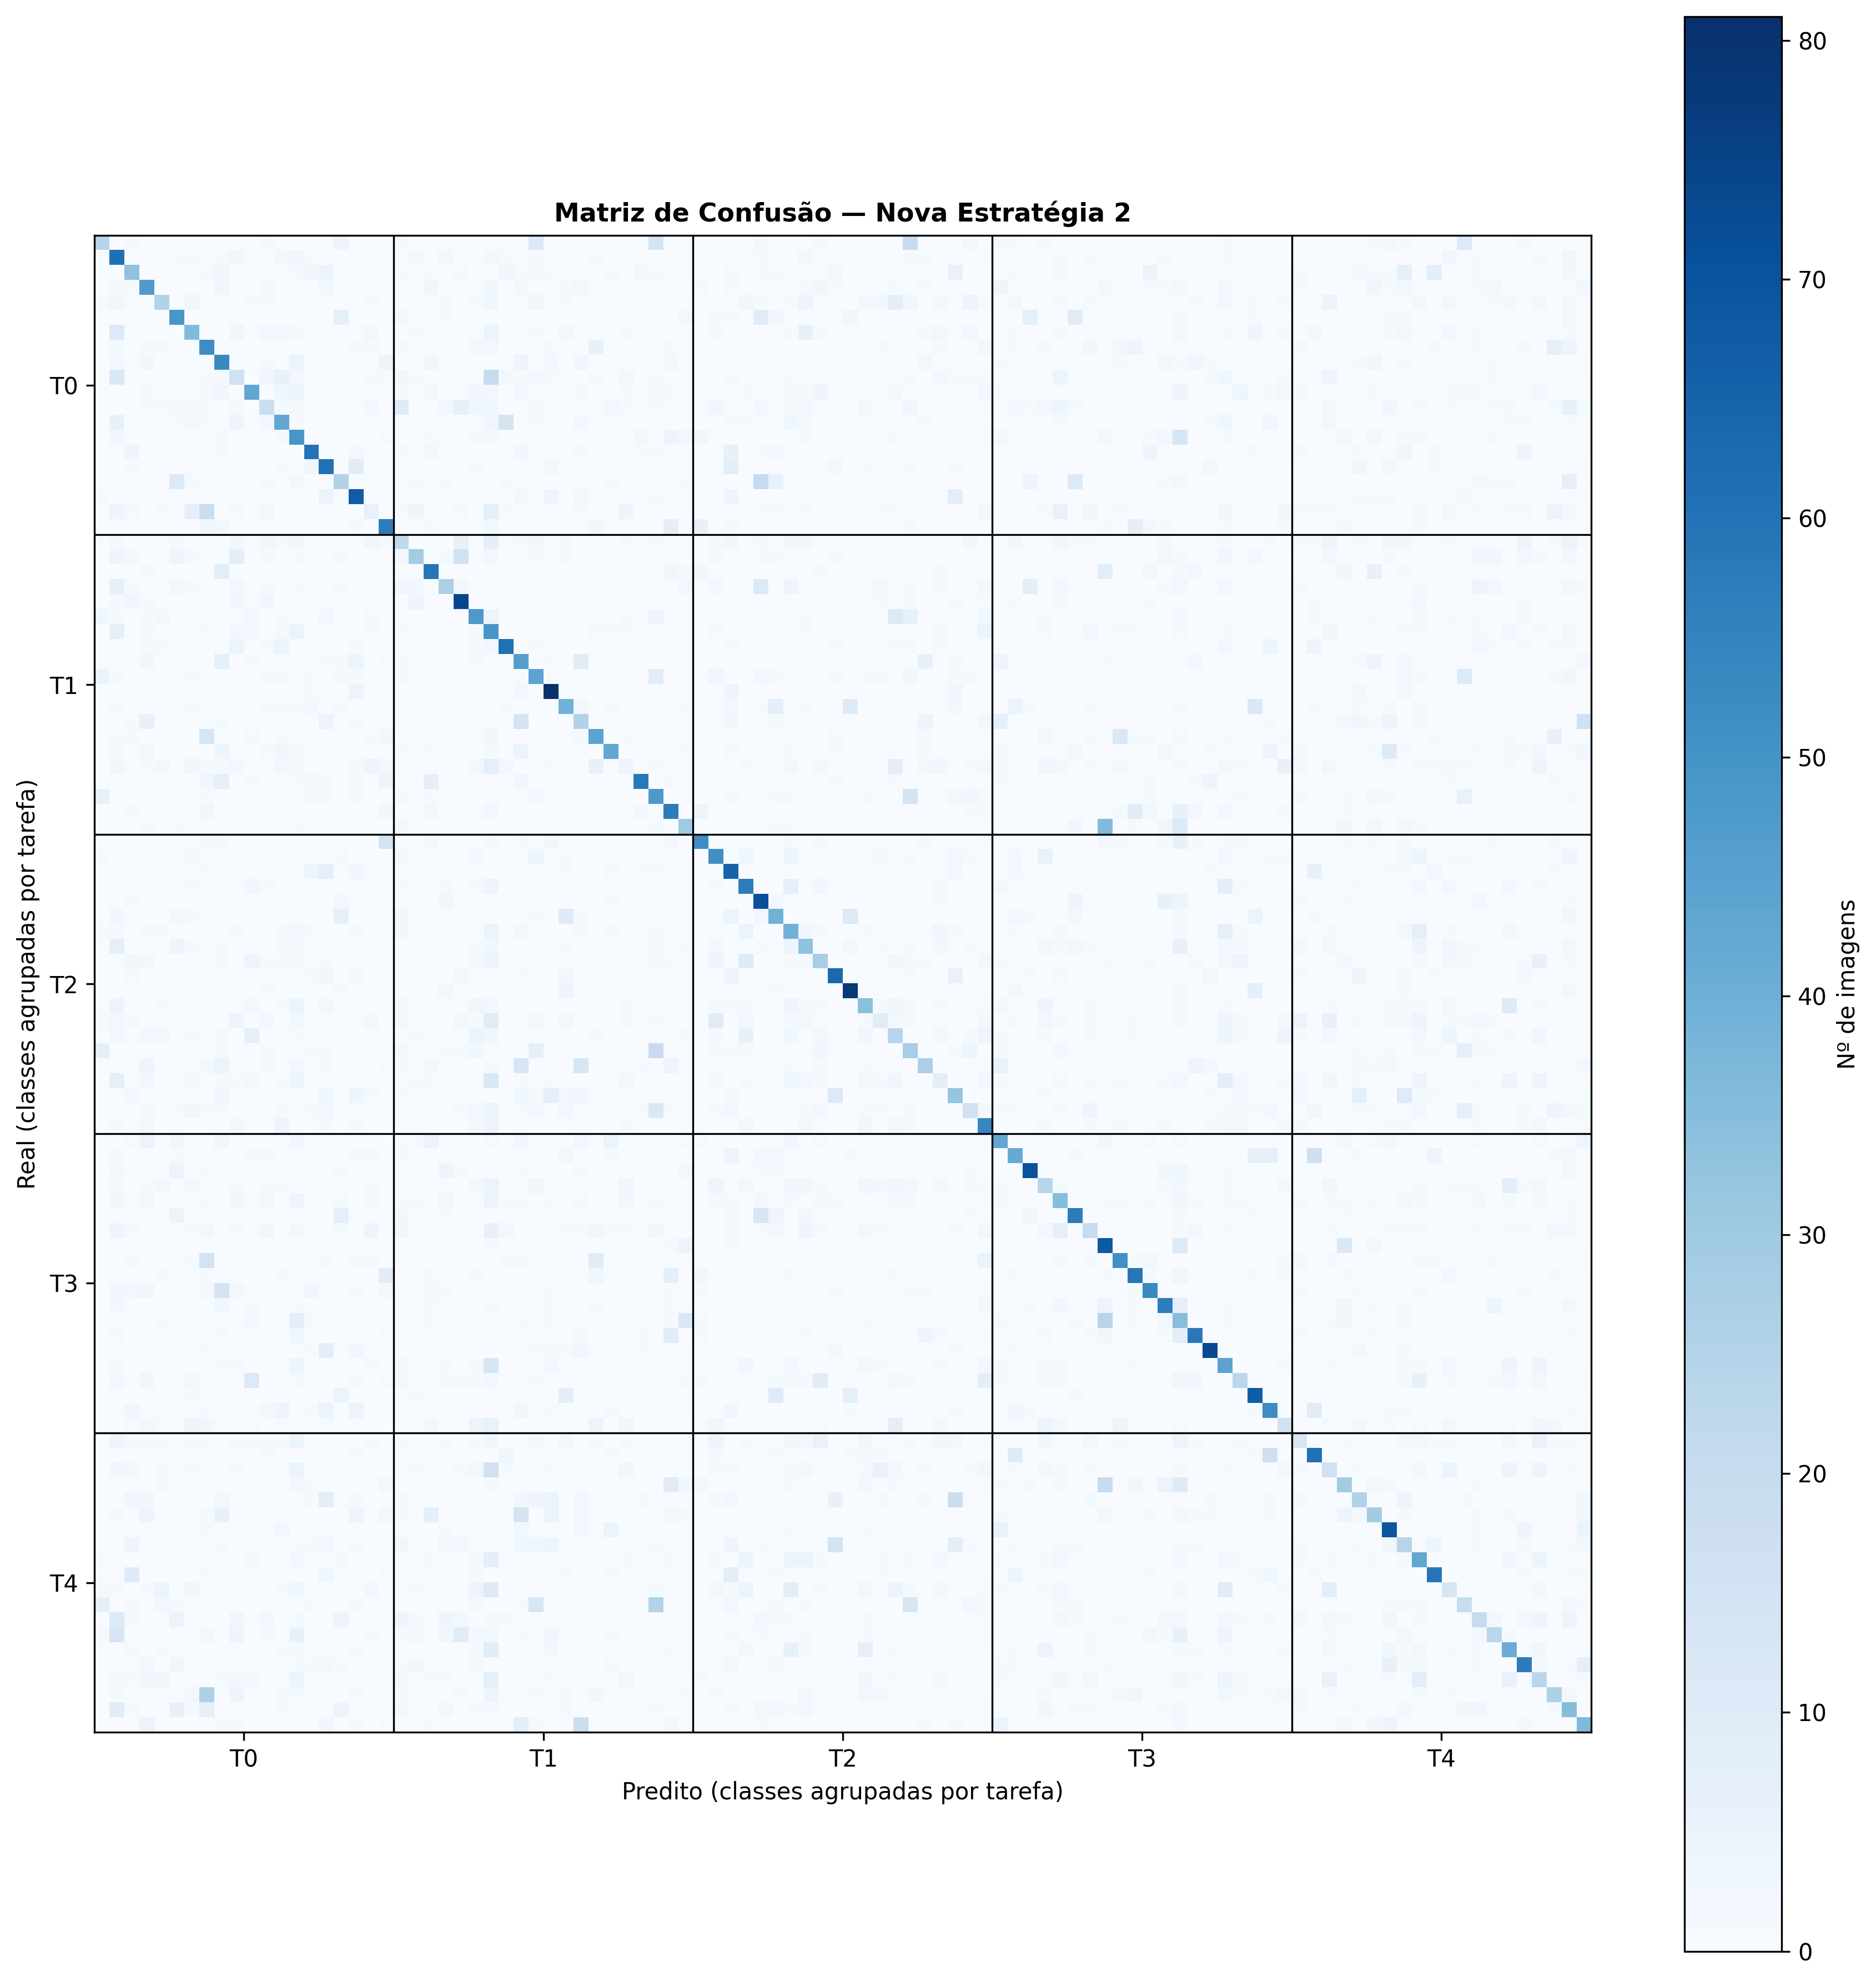 Matriz de Confusão — Nova Estratégia 2
Real (classes agrupadas por tarefa)
T0
T1
T2
T3
T4
T0 T1 T2 T3 T4
Predito (classes agrupadas por tarefa)
80
70
60
50
40
30
20
10
0
Nº de imagens